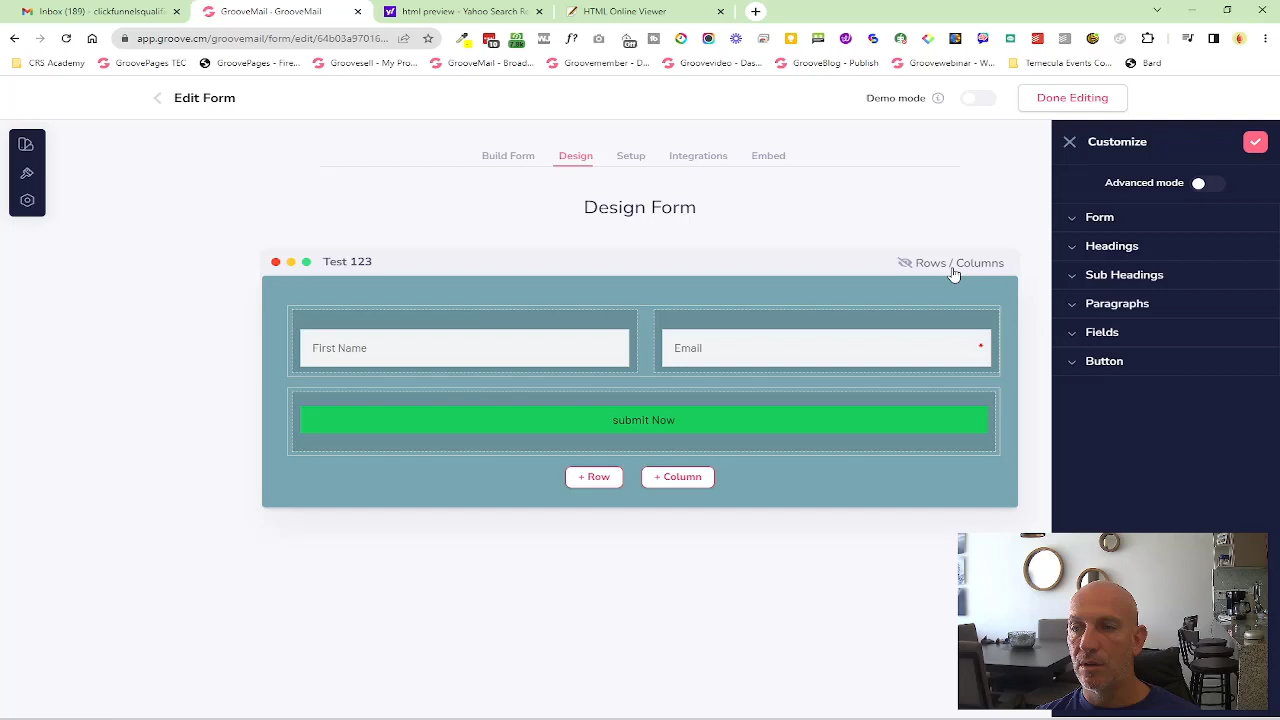 Inbox (189) - clickfunnelsqualifi
GrooveMail - GrooveMail
html preview - Yahoo Search Re
HTML Online Viewer
app.groove.cm/groovemail/form/edit/64b03a97016...
CRS Academy
GroovePages TEC
GroovePages - Fire...
Groovesell - My Pro...
GrooveMail - Broad...
Groovemember - D...
Groovevideo - Das...
GrooveBlog - Publish
Groovewebinar - W...
Temecula Events Co...
Bard
Edit Form
Demo mode
Done Editing
Build Form
Design
Setup
Integrations
Embed
Design Form
Test 123
Rows / Columns
First Name
Email *
submit Now
+ Row
+ Column
Customize
Advanced mode
Form
Headings
Sub Headings
Paragraphs
Fields
Button